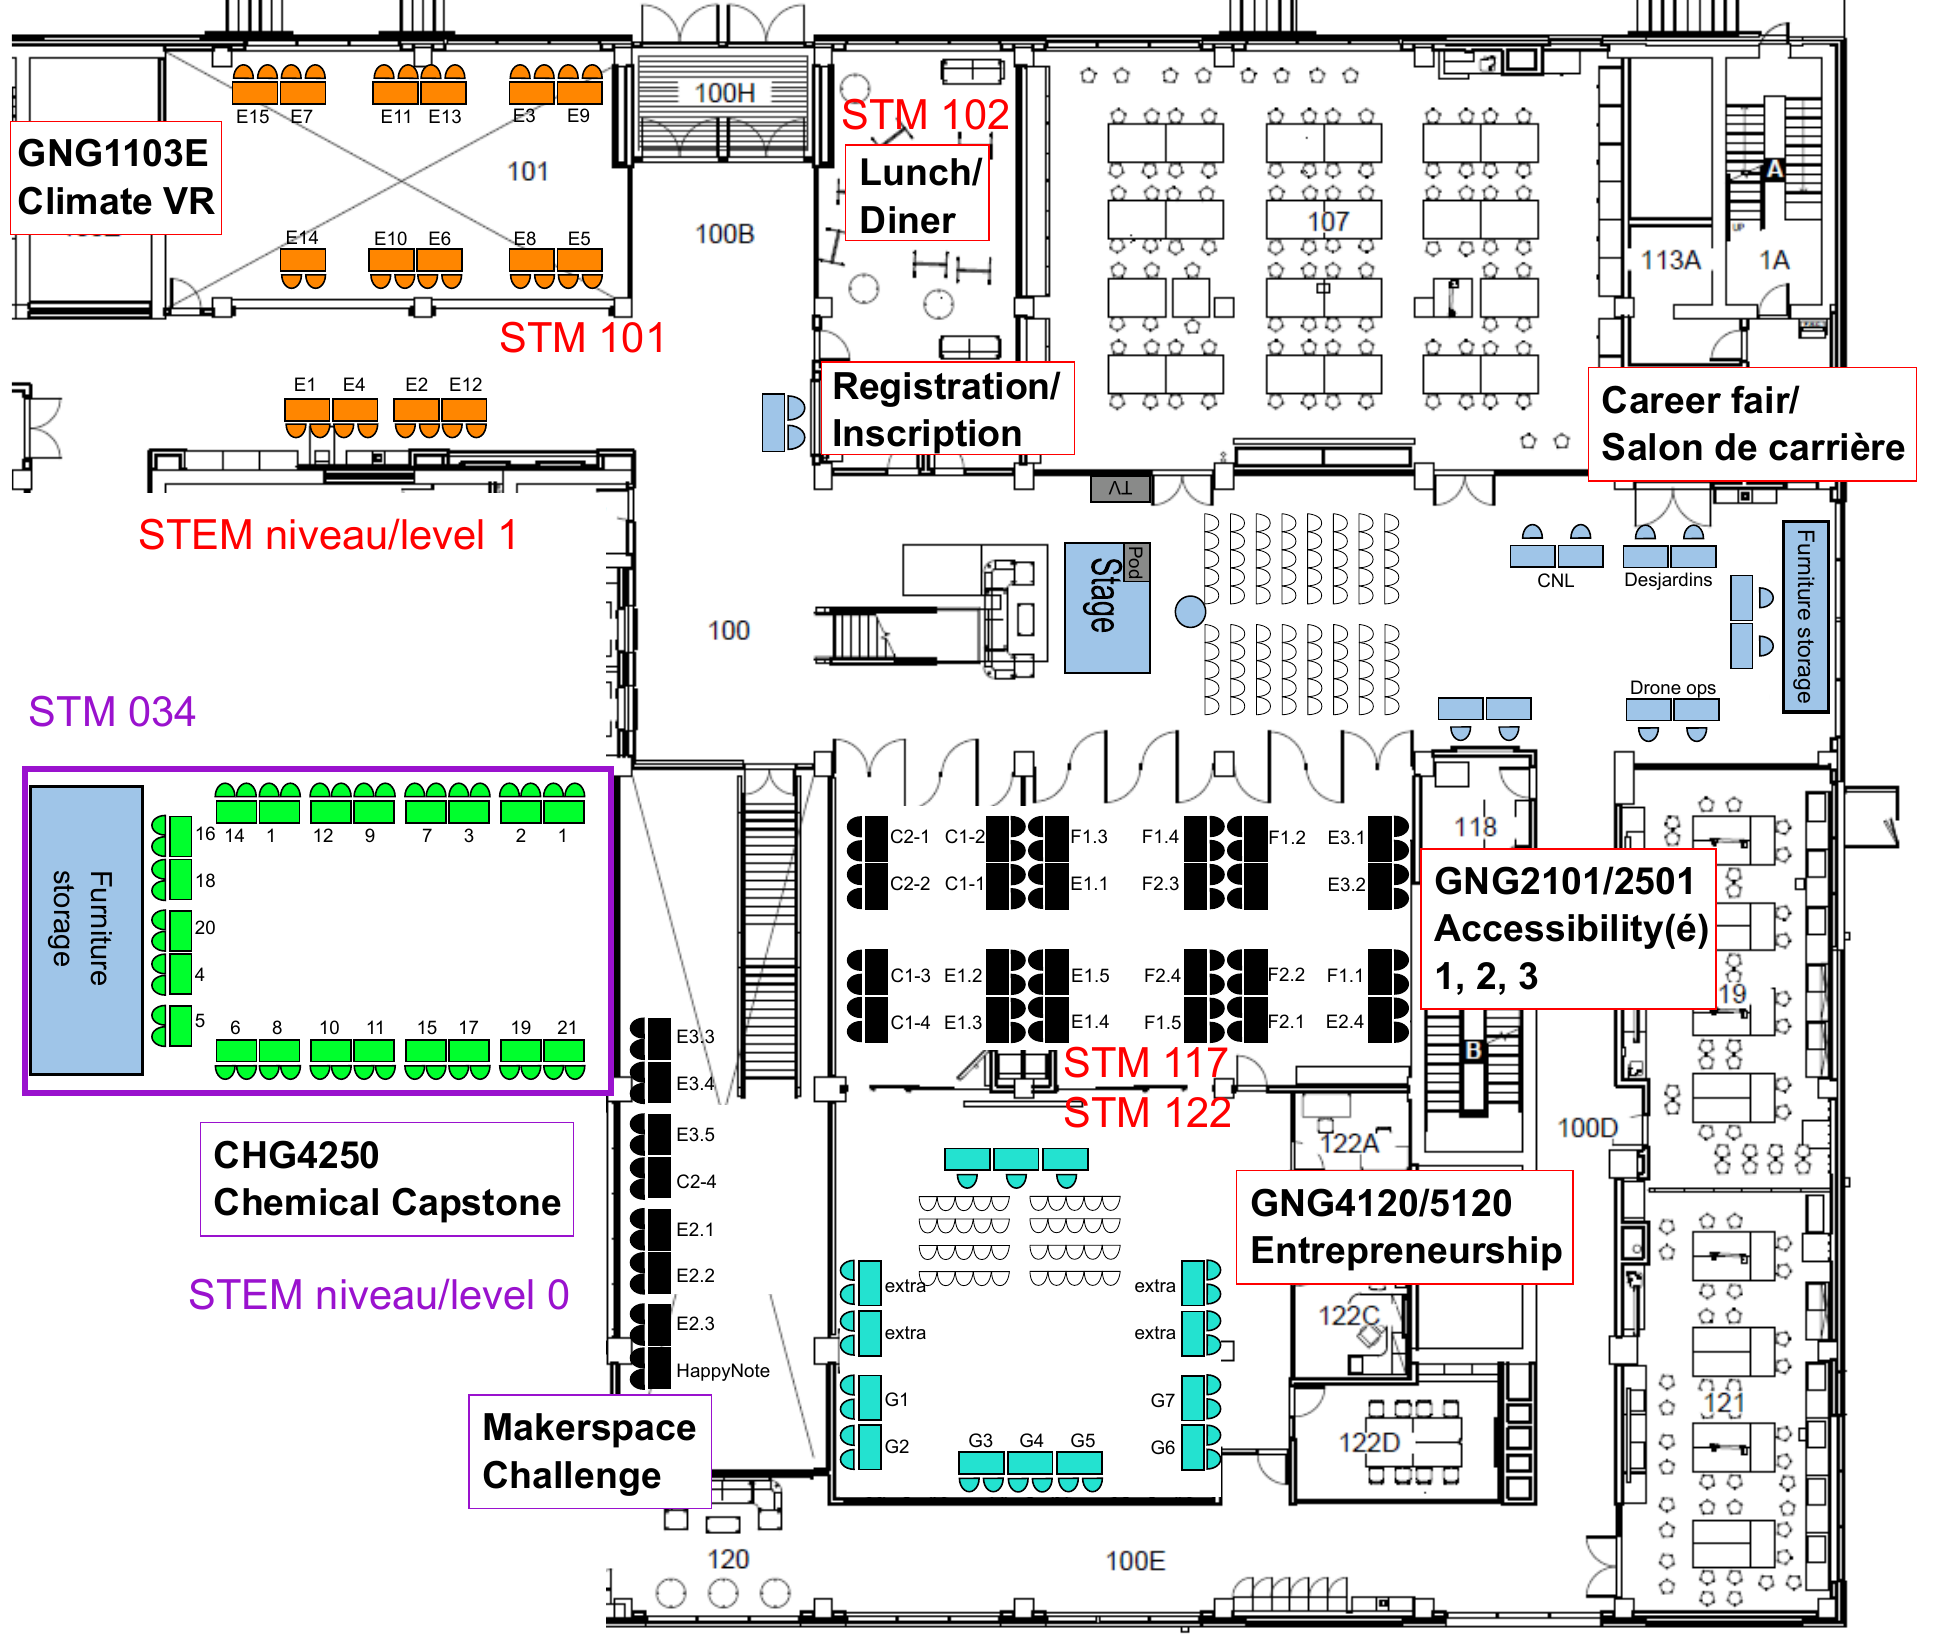 100H
STM 102
E15 E7 E11 E13 E3 E9
GNG1103E
Climate VR
101
Lunch/
Diner
107
A
UP
113A
1A
100B
E14 E10 E6 E8 E5
STM 101
E1 E4 E2 E12
Registration/
Inscription
Career fair/
Salon de carrière
TV
STEM niveau/level 1
Pod
Stage
CNL
Desjardins
Furniture storage
100
Drone ops
STM 034
Furniture
storage
14 1 12 9 7 3 2 1
16
18
20
4
5
6 8 10 11 15 17 19 21
C2-1 C1-2 F1.3 F1.4 F1.2 E3.1
C2-2 C1-1 E1.1 F2.3 E3.2
118
GNG2101/2501
Accessibility(é)
1, 2, 3
19
C1-3 E1.2 E1.5 F2.4 F2.2 F1.1
C1-4 E1.3 E1.4 F1.5 F2.1 E2.4
E3.3
E3.4
E3.5
C2-4
E2.1
E2.2
E2.3
HappyNote
STM 117
STM 122
B
100D
122A
CHG4250
Chemical Capstone
STEM niveau/level 0
GNG4120/5120
Entrepreneurship
extra extra
extra extra
122C
G1 G7
G2 G3 G4 G5 G6
121
122D
Makerspace
Challenge
120
100E